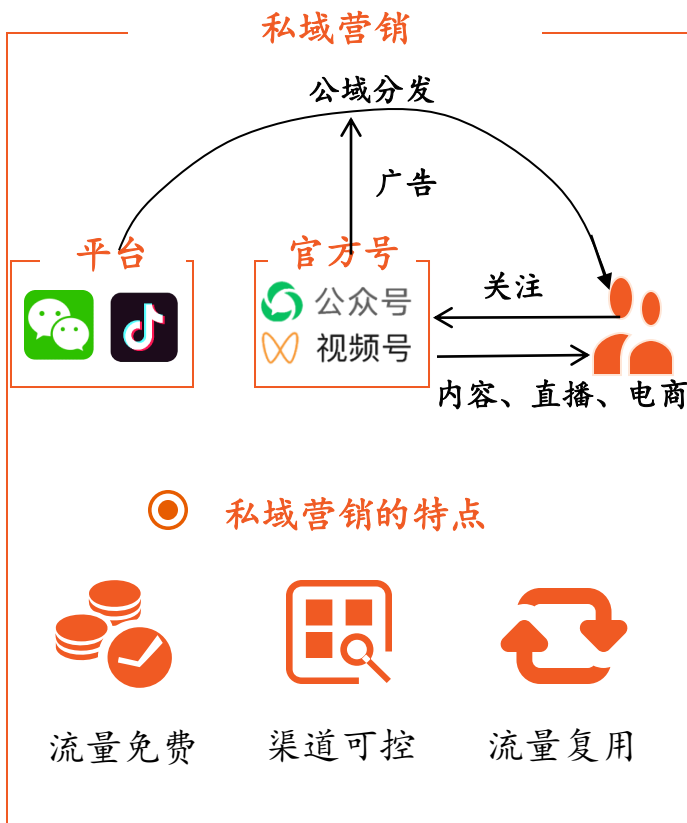 私域营销
公域分发
广告
平台
官方号
关注
公众号
视频号
内容、直播、电商
私域营销的特点
流量免费
渠道可控
流量复用